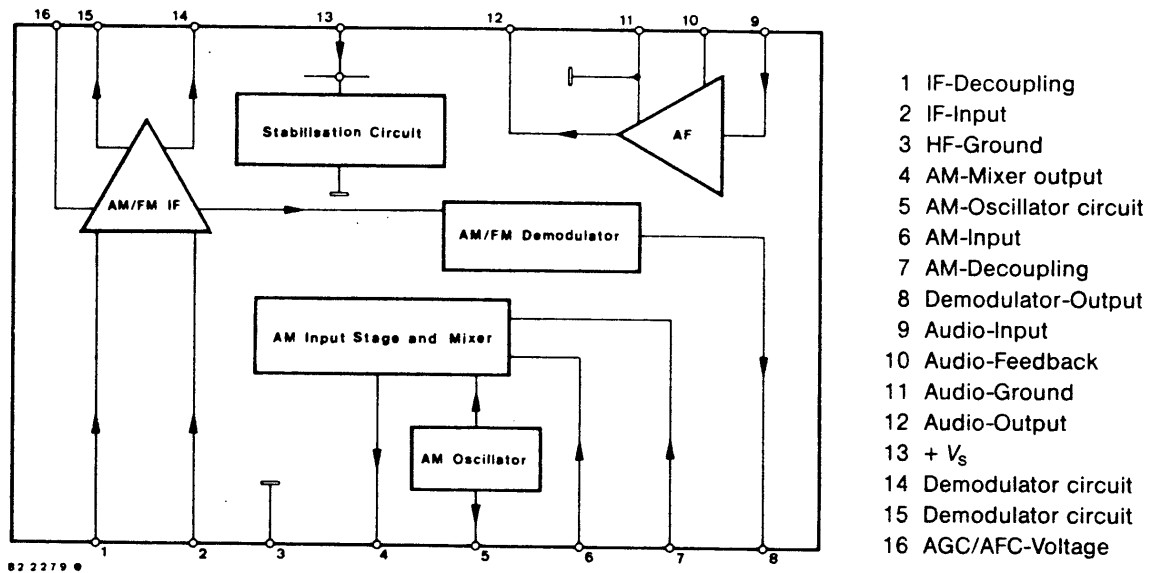 16 15 14 13 12 11 10 9
Stabilisation Circuit
AF
AM/FM IF
AM/FM Demodulator
AM Input Stage and Mixer
AM Oscillator
1 2 3 4 5 6 7 8
82 2279 e
1 IF-Decoupling
2 IF-Input
3 HF-Ground
4 AM-Mixer output
5 AM-Oscillator circuit
6 AM-Input
7 AM-Decoupling
8 Demodulator-Output
9 Audio-Input
10 Audio-Feedback
11 Audio-Ground
12 Audio-Output
13 + Vs
14 Demodulator circuit
15 Demodulator circuit
16 AGC/AFC-Voltage